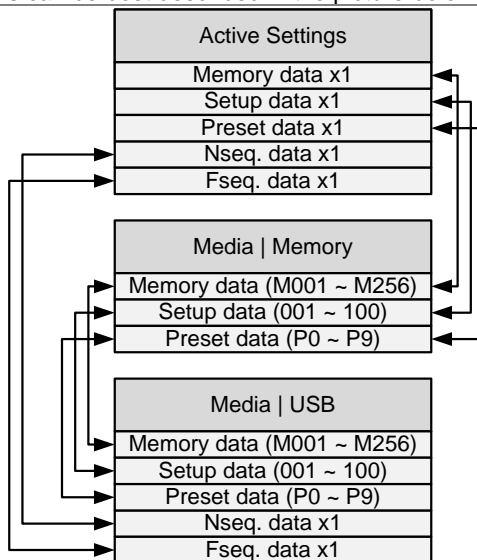 Active Settings
Memory data x1
Setup data x1
Preset data x1
Nseq. data x1
Fseq. data x1
Media | Memory
Memory data (M001 ~ M256)
Setup data (001 ~ 100)
Preset data (P0 ~ P9)
Media | USB
Memory data (M001 ~ M256)
Setup data (001 ~ 100)
Preset data (P0 ~ P9)
Nseq. data x1
Fseq. data x1